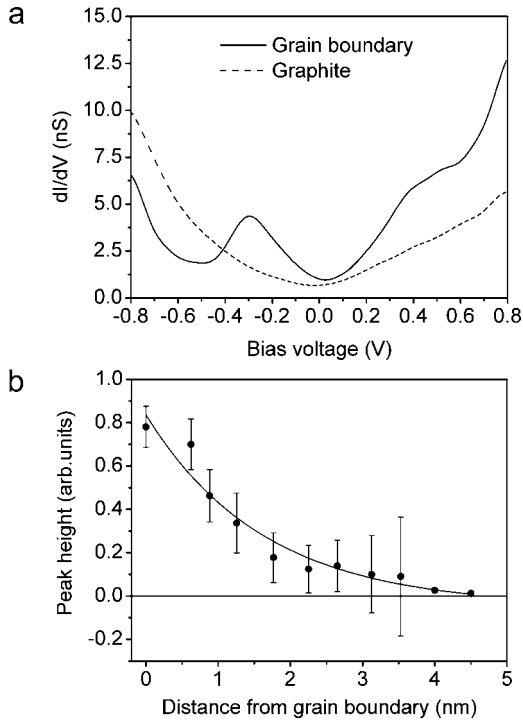 a
15.0
12.5
10.0
7.5
5.0
2.5
0.0
dI/dV (nS)
Grain boundary
Graphite
-0.8 -0.6 -0.4 -0.2 0.0 0.2 0.4 0.6 0.8
Bias voltage (V)
b
1.0
0.8
0.6
0.4
0.2
0.0
-0.2
Peak height (arb.units)
0 1 2 3 4 5
Distance from grain boundary (nm)